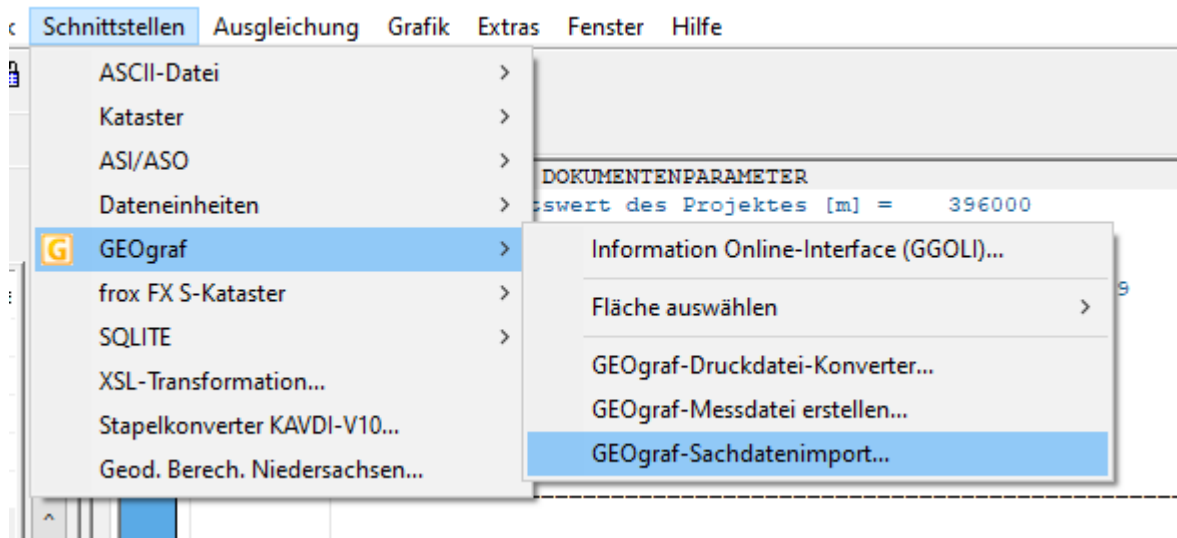 Schnittstellen Ausgleichung Grafik Extras Fenster Hilfe
ASCII-Datei
Kataster
ASI/ASO
DOKUMENTENPARAMETER
Dateneinheiten
swert des Projektes [m] = 396000
G GEOgraf
Information Online-Interface (GGOLI)...
frox FX S-Kataster
9
Fläche auswählen
SQLITE
GEOgraf-Druckdatei-Konverter...
XSL-Transformation...
GEOgraf-Messdatei erstellen...
Stapelkonverter KAVDI-V10...
GEOgraf-Sachdatenimport...
Geod. Berech. Niedersachsen...